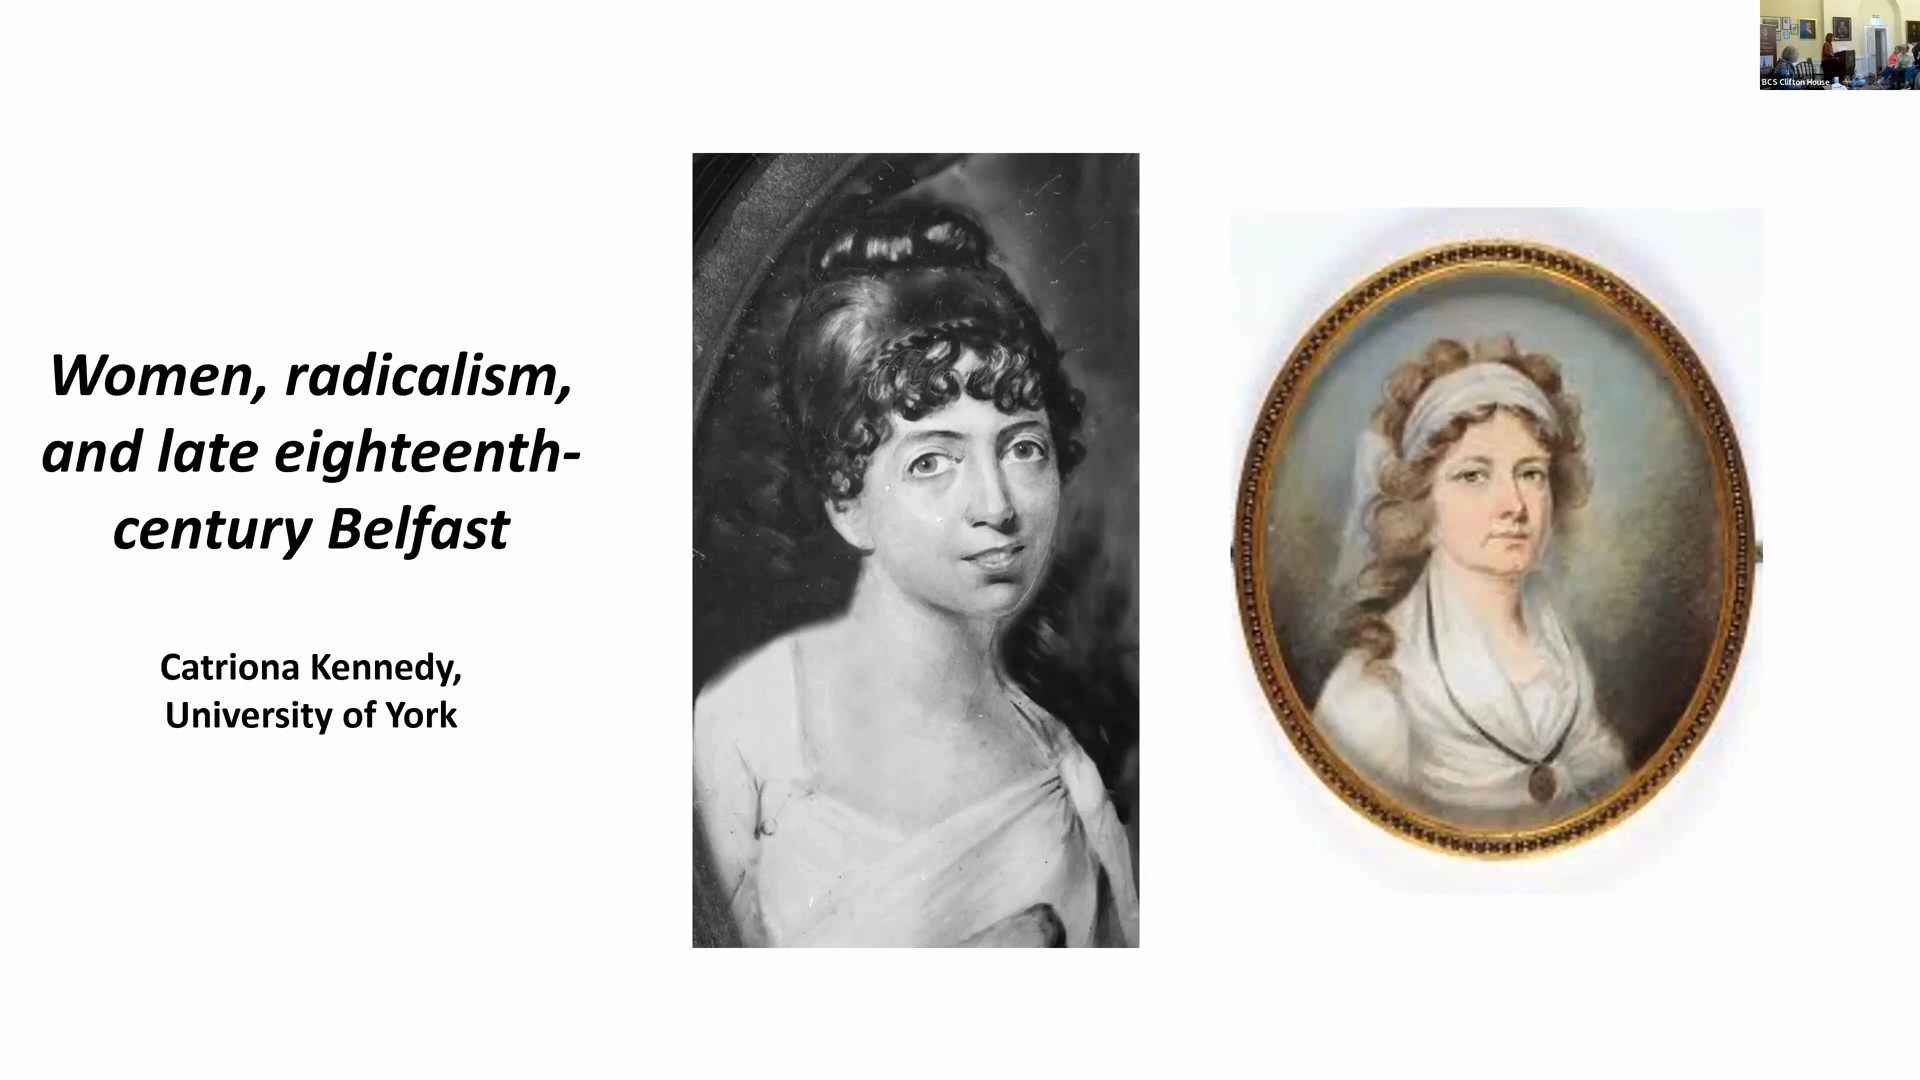 Women, radicalism,
and late eighteenth-
century Belfast
Catriona Kennedy,
University of York
BCS Clifton House